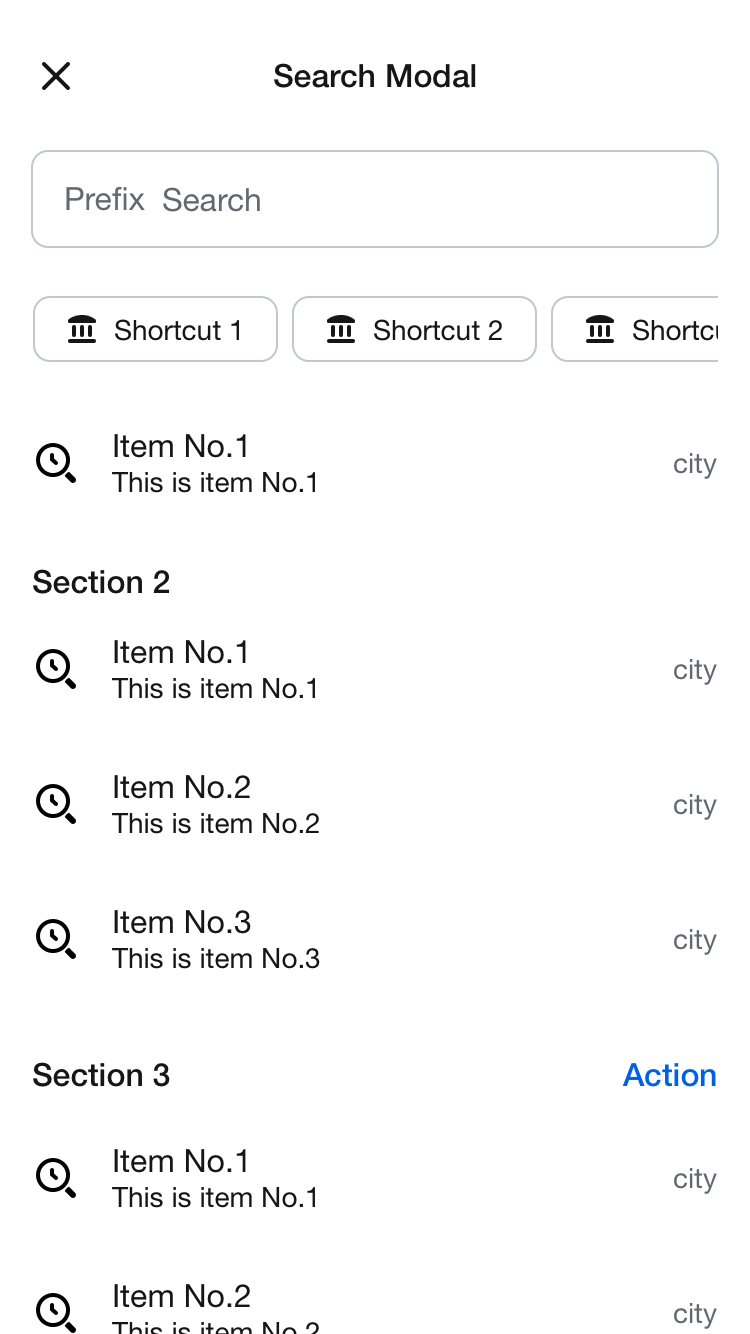 Search Modal
Prefix Search
Shortcut 1 Shortcut 2
Item No.1
This is item No.1
city
Section 2
Item No.1
This is item No.1
city
Item No.2
This is item No.2
city
Item No.3
This is item No.3
city
Section 3 Action
Item No.1
This is item No.1
city
Item No.2
This is item No.2
city